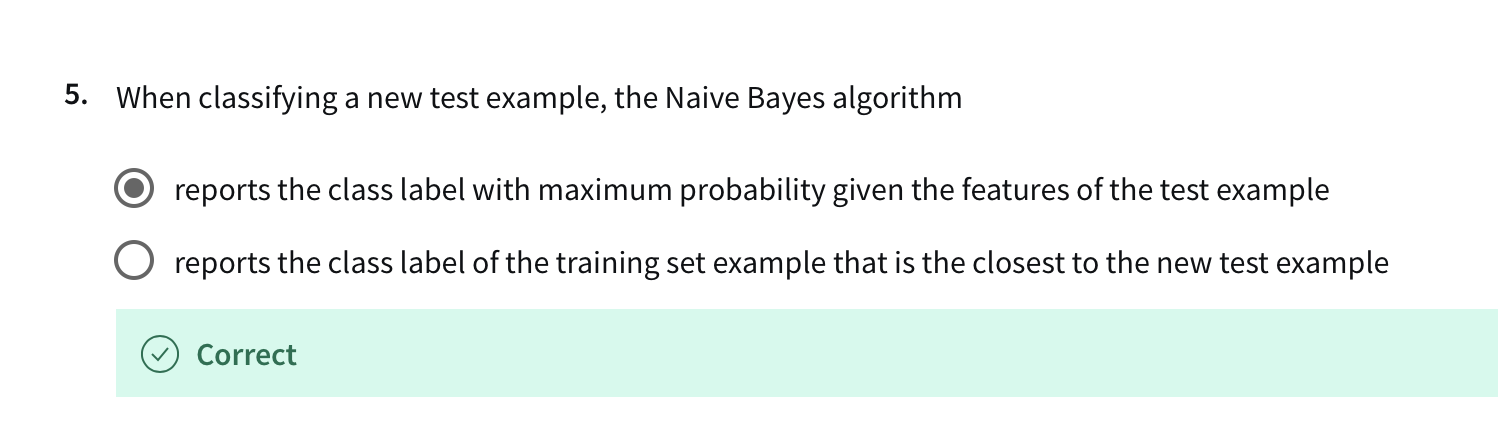 5. When classifying a new test example, the Naive Bayes algorithm
reports the class label with maximum probability given the features of the test example
reports the class label of the training set example that is the closest to the new test example
Correct